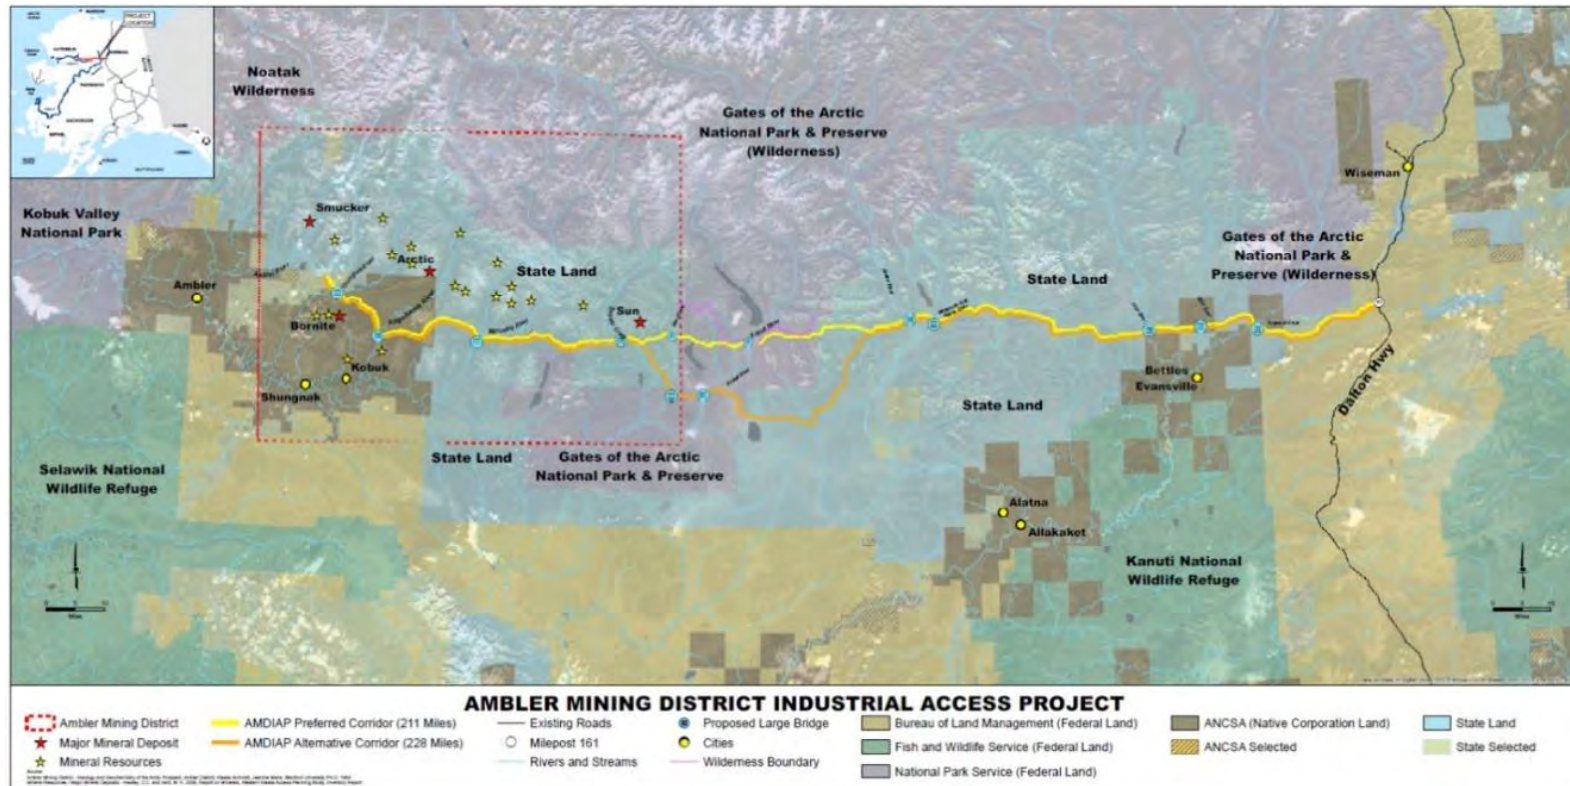 PROJECT
LOCATION
Noatak
Wilderness
Gates of the Arctic
National Park & Preserve
(Wilderness)
Wiseman
Kobuk Valley
National Park
Smucker
Arctic
State Land
State Land
Gates of the Arctic
National Park &
Preserve (Wilderness)
Ambler
Bornite
Sun
Kobuk
Shungnak
Bettles
Evansville
Dalton Hwy
State Land
State Land
Gates of the Arctic
National Park & Preserve
Selawik National
Wildlife Refuge
Alatna
Allakaket
Kanuti National
Wildlife Refuge
AMBLER MINING DISTRICT INDUSTRIAL ACCESS PROJECT
Ambler Mining District
Major Mineral Deposit
Mineral Resources
AMDIAP Preferred Corridor (211 Miles)
AMDIAP Alternative Corridor (228 Miles)
Existing Roads
Milepost 161
Rivers and Streams
Proposed Large Bridge
Cities
Wilderness Boundary
Bureau of Land Management (Federal Land)
Fish and Wildlife Service (Federal Land)
National Park Service (Federal Land)
ANCSA (Native Corporation Land)
ANCSA Selected
State Land
State Selected